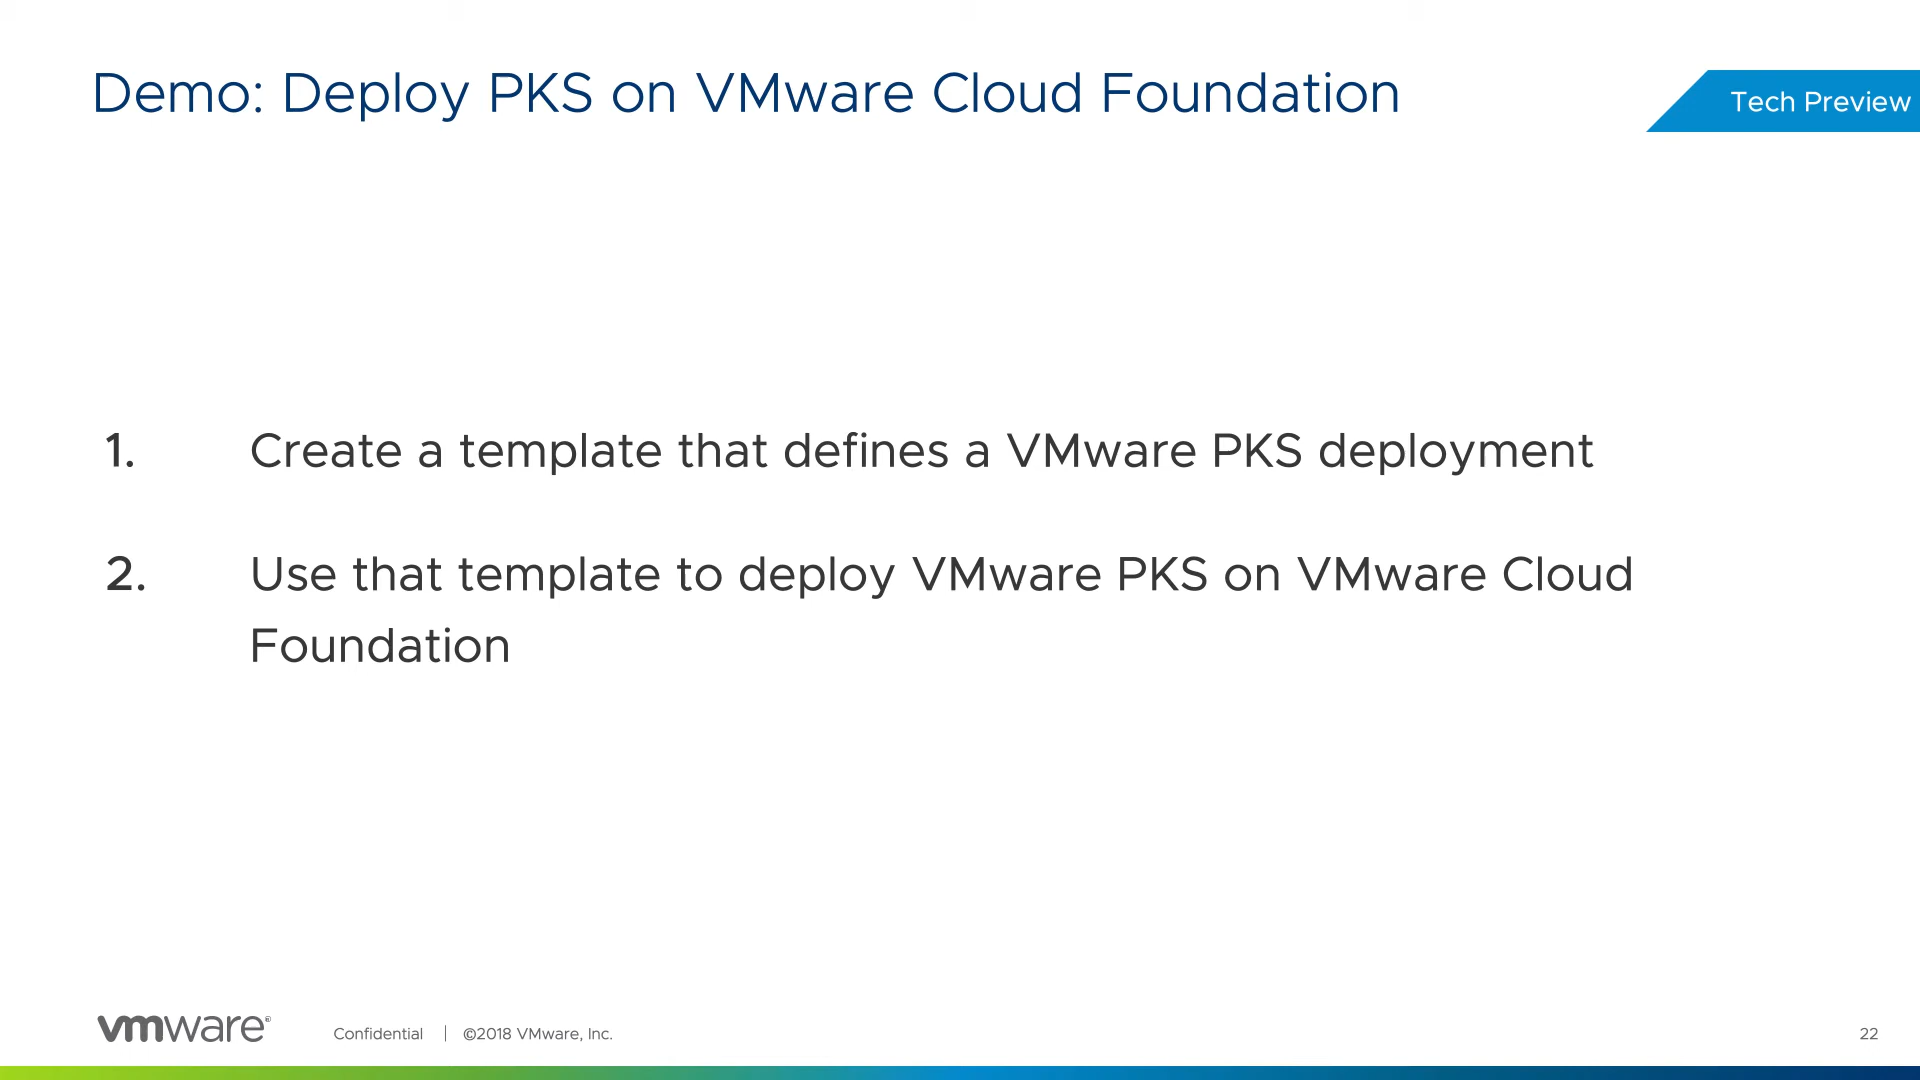 Demo: Deploy PKS on VMware Cloud Foundation
Tech Preview
1. Create a template that defines a VMware PKS deployment
2. Use that template to deploy VMware PKS on VMware Cloud
Foundation
vmware®
Confidential | ©2018 VMware, Inc.
22